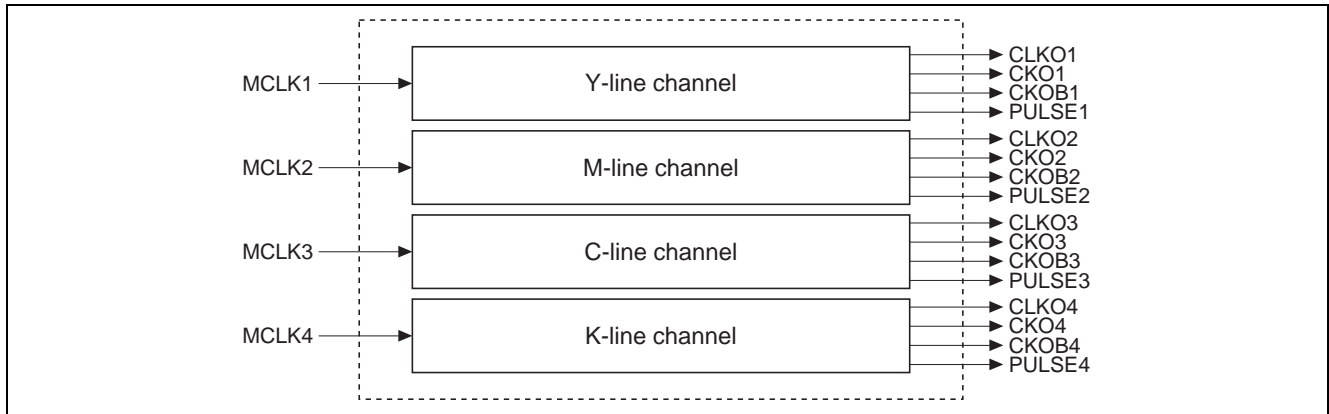 MCLK1
Y-line channel
CLKO1
CKO1
CKOB1
PULSE1
MCLK2
M-line channel
CLKO2
CKO2
CKOB2
PULSE2
MCLK3
C-line channel
CLKO3
CKO3
CKOB3
PULSE3
MCLK4
K-line channel
CLKO4
CKO4
CKOB4
PULSE4